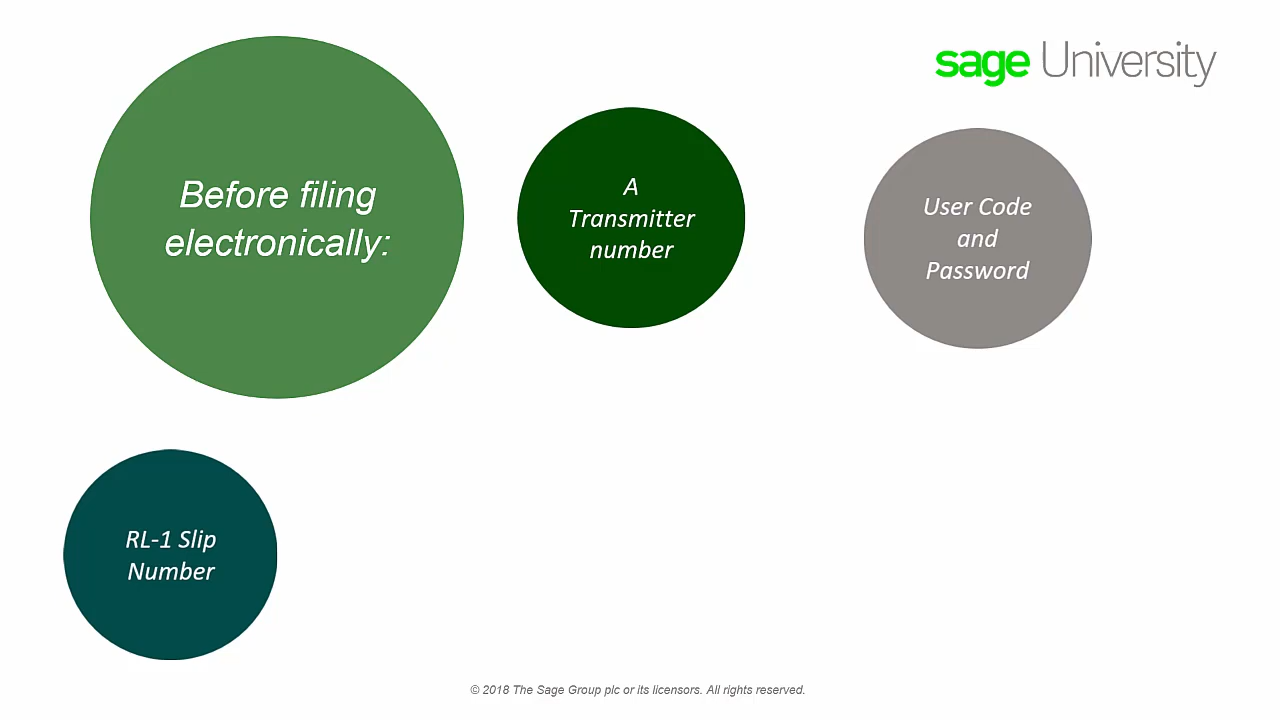 sage University
Before filing
electronically:
A
Transmitter
number
User Code
and
Password
RL-1 Slip
Number
© 2018 The Sage Group plc or its licensors. All rights reserved.